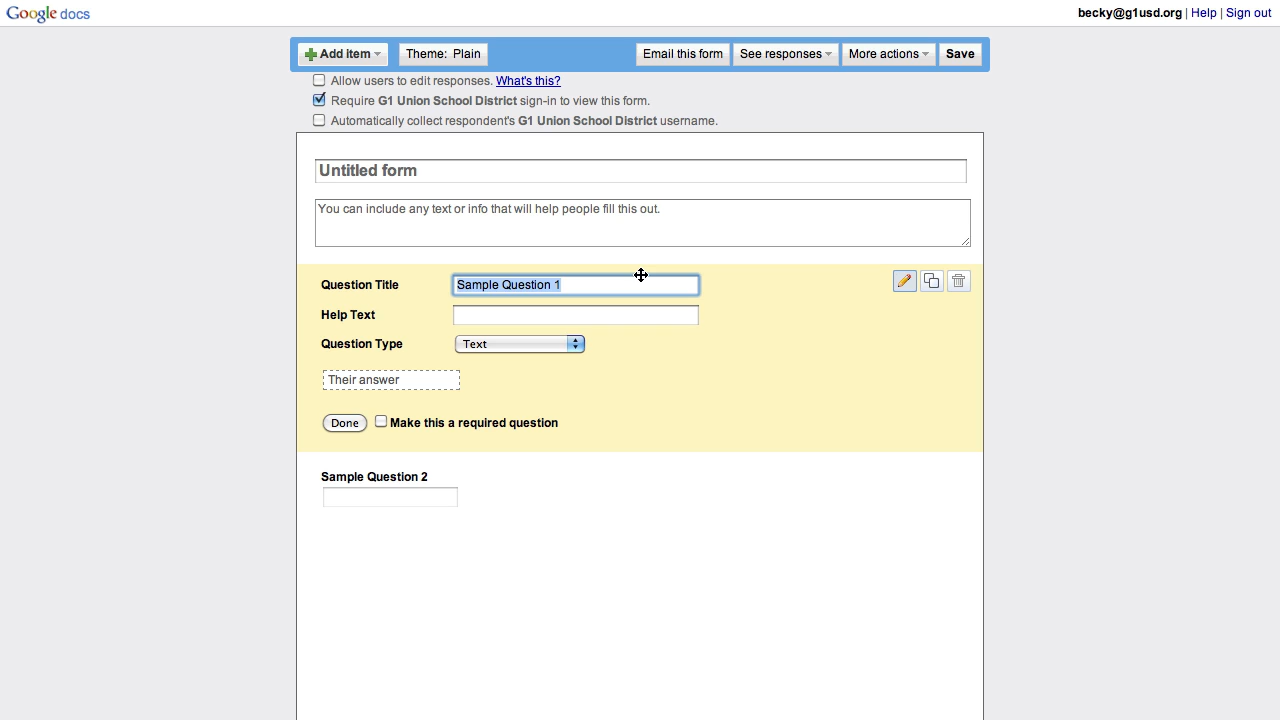 Google docs
becky@g1usd.org | Help | Sign out
Add item Theme: Plain Email this form See responses More actions Save
Allow users to edit responses. What's this?
Require G1 Union School District sign-in to view this form.
Automatically collect respondent's G1 Union School District username.
Untitled form
You can include any text or info that will help people fill this out.
Question Title Sample Question 1
Help Text
Question Type Text
Their answer
Done Make this a required question
Sample Question 2